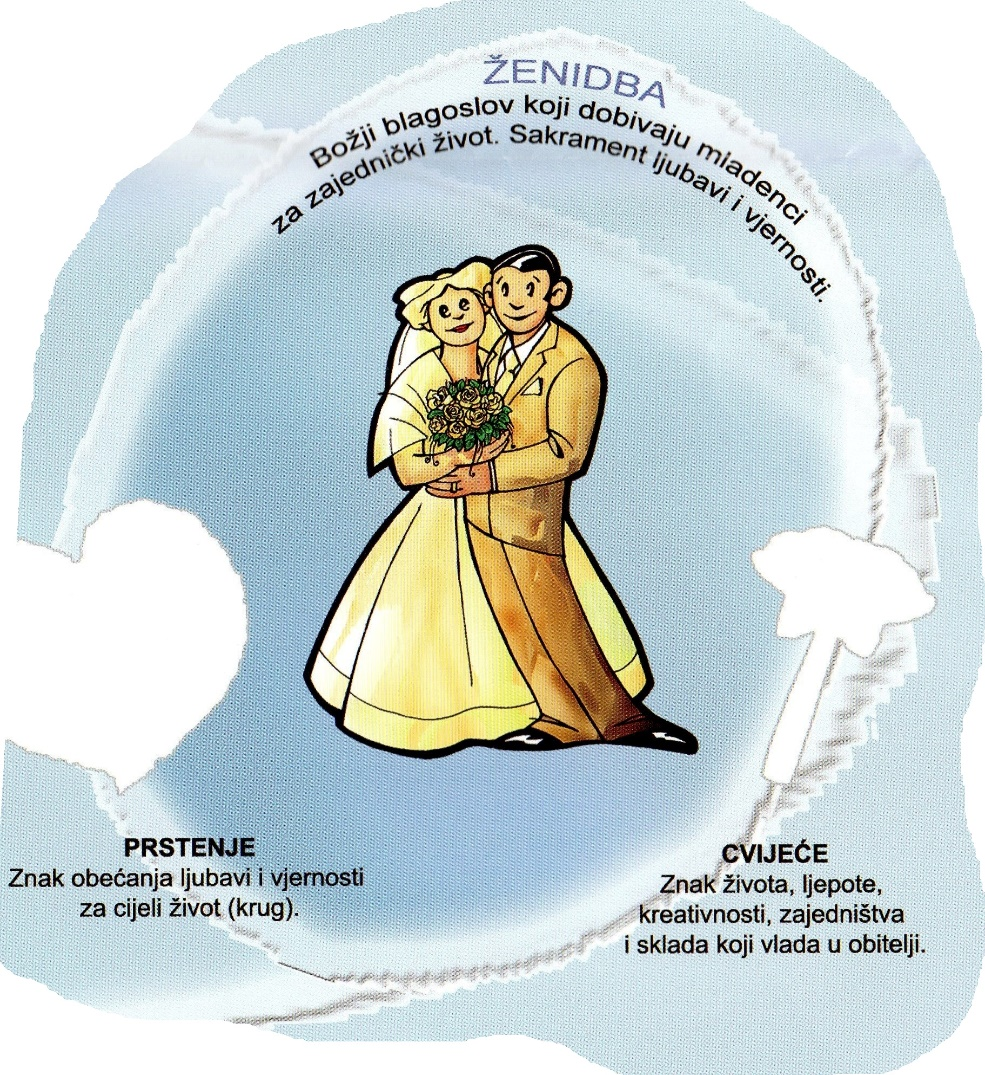 ŽENIDBA
Božji blagoslov koji dobivaju mladenci
za zajednički život. Sakrament ljubavi i vjernosti.
PRSTENJE
Znak obećanja ljubavi i vjernosti
za cijeli život (krug).
CVIJEĆE
Znak života, ljepote,
kreativnosti, zajedništva
i sklada koji vlada u obitelji.